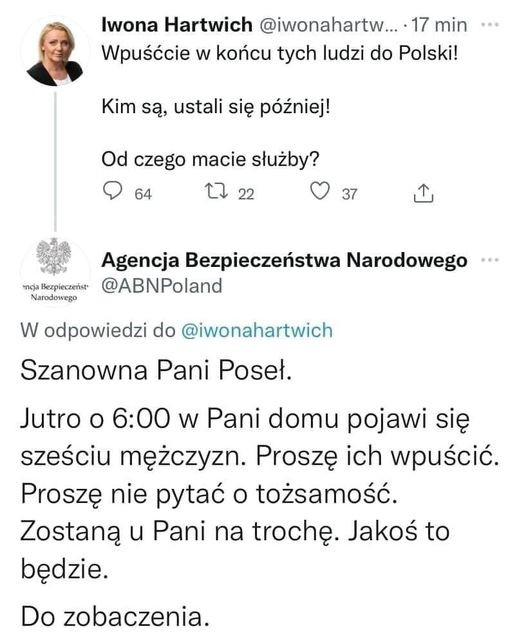 Iwona Hartwich @iwonahartw... · 17 min
Wpuśćcie w końcu tych ludzi do Polski!
Kim są, ustali się później!
Od czego macie służby?
64 22 37
Agencja Bezpieczeństwa Narodowego
@ABNPoland
ncja Bezpieczeńst
Narodowego
W odpowiedzi do @iwonahartwich
Szanowna Pani Poseł.
Jutro o 6:00 w Pani domu pojawi się
sześciu mężczyzn. Proszę ich wpuścić.
Proszę nie pytać o tożsamość.
Zostaną u Pani na trochę. Jakoś to
będzie.
Do zobaczenia.